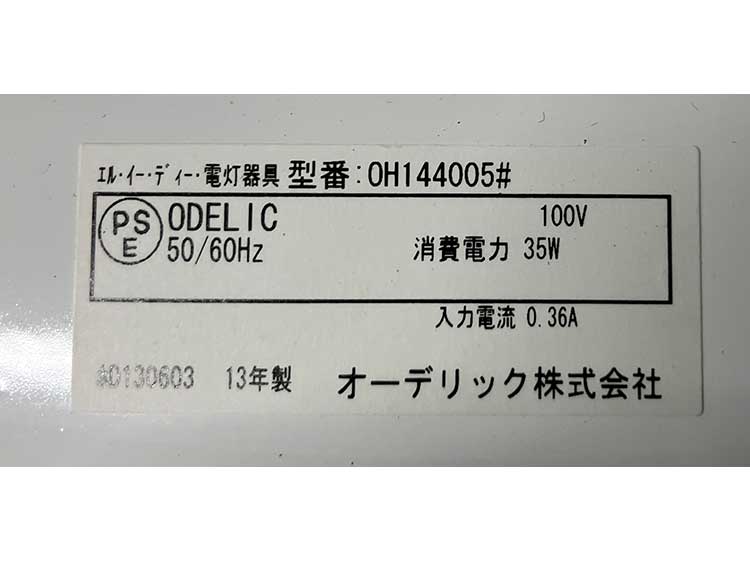 ｴﾙ・ｲｰ・ﾃﾞｨｰ・電灯器具 型番:OH144005#
PS
E
ODELIC 100V
50/60Hz 消費電力 35W
入力電流 0.36A
13年製 オーデリック株式会社